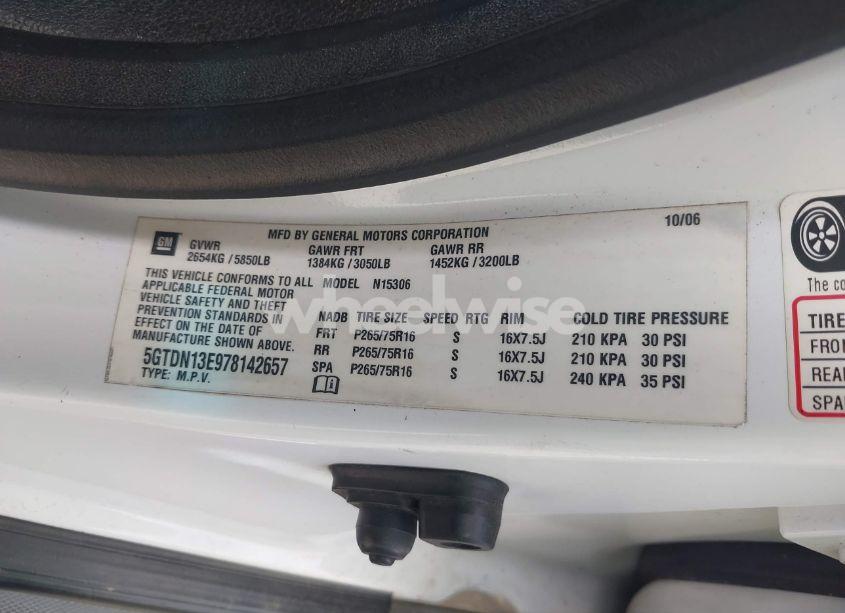 MFD BY GENERAL MOTORS CORPORATION 10/06
GM GVWR GAWR FRT GAWR RR
2654KG / 5850LB 1384KG / 3050LB 1452KG / 3200LB
THIS VEHICLE CONFORMS TO ALL MODEL N15306
APPLICABLE FEDERAL MOTOR
VEHICLE SAFETY AND THEFT
PREVENTION STANDARDS IN
EFFECT ON THE DATE OF
MANUFACTURE SHOWN ABOVE.
5GTDN13E978142657
TYPE: M.P.V.
NADB TIRE SIZE SPEED RTG RIM COLD TIRE PRESSURE
FRT P265/75R16 S 16X7.5J 210 KPA 30 PSI
RR P265/75R16 S 16X7.5J 210 KPA 30 PSI
SPA P265/75R16 S 16X7.5J 240 KPA 35 PSI
wheelwise
The co
TIRE
FRON
REAR
SPAR